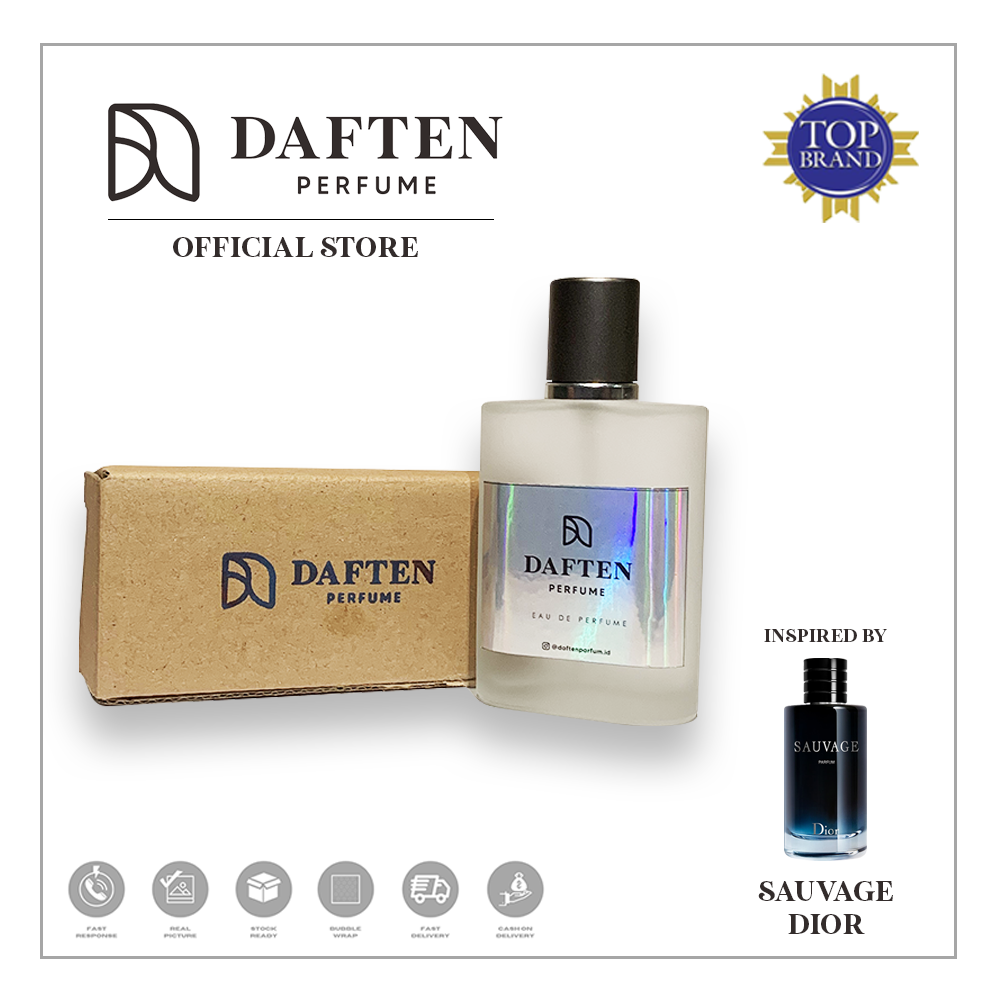 DAFTEN
PERFUME
OFFICIAL STORE
TOP
BRAND
DAFTEN
PERFUME
DAFTEN
PERFUME
EAU DE PERFUME
@daftenparfum.id
INSPIRED BY
SAUVAGE
PARFUM
Dior
SAUVAGE
DIOR
FAST
RESPONSE
REAL
PICTURE
STOCK
READY
BUBBLE
WRAP
FAST
DELIVERY
CASH ON
DELIVERY